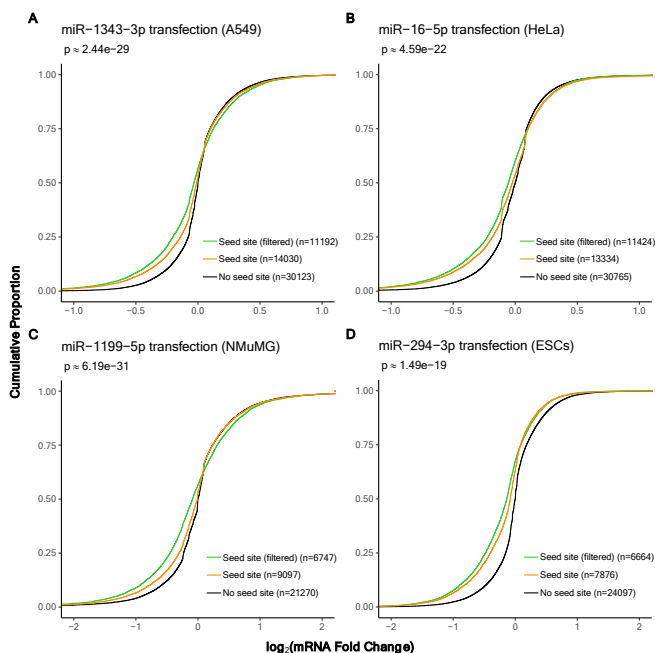 A
miR−1343−3p transfection (A549)
p ≈ 2.44e−29
1.00
0.75
0.50
0.25
0.00
Seed site (filtered) (n=11192)
Seed site (n=14030)
No seed site (n=30123)
−1.0
−0.5
0.0
0.5
1.0
B
miR−16−5p transfection (HeLa)
p ≈ 4.59e−22
1.00
0.75
0.50
0.25
0.00
Seed site (filtered) (n=11424)
Seed site (n=13334)
No seed site (n=30765)
−1.0
−0.5
0.0
0.5
1.0
Cumulative Proportion
C
miR−1199−5p transfection (NMuMG)
p ≈ 6.19e−31
1.00
0.75
0.50
0.25
0.00
Seed site (filtered) (n=6747)
Seed site (n=9097)
No seed site (n=21270)
−2
−1
0
1
2
D
miR−294−3p transfection (ESCs)
p ≈ 1.49e−19
1.00
0.75
0.50
0.25
0.00
Seed site (filtered) (n=6664)
Seed site (n=7876)
No seed site (n=24097)
−2
−1
0
1
2
log₂(mRNA Fold Change)